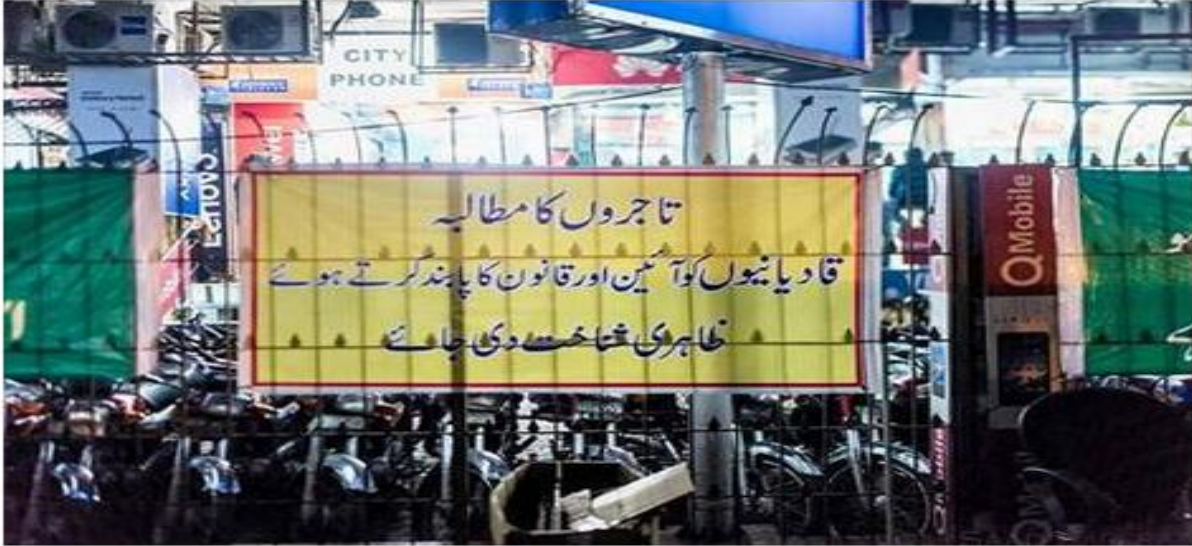 CITY
PHONE
Lenovo
QMobile
تاجروں کا مطالبہ
قادیانیوں کو آئین اور قانون کا پابند کرتے ہوئے
ظاہری شناخت دی جائے